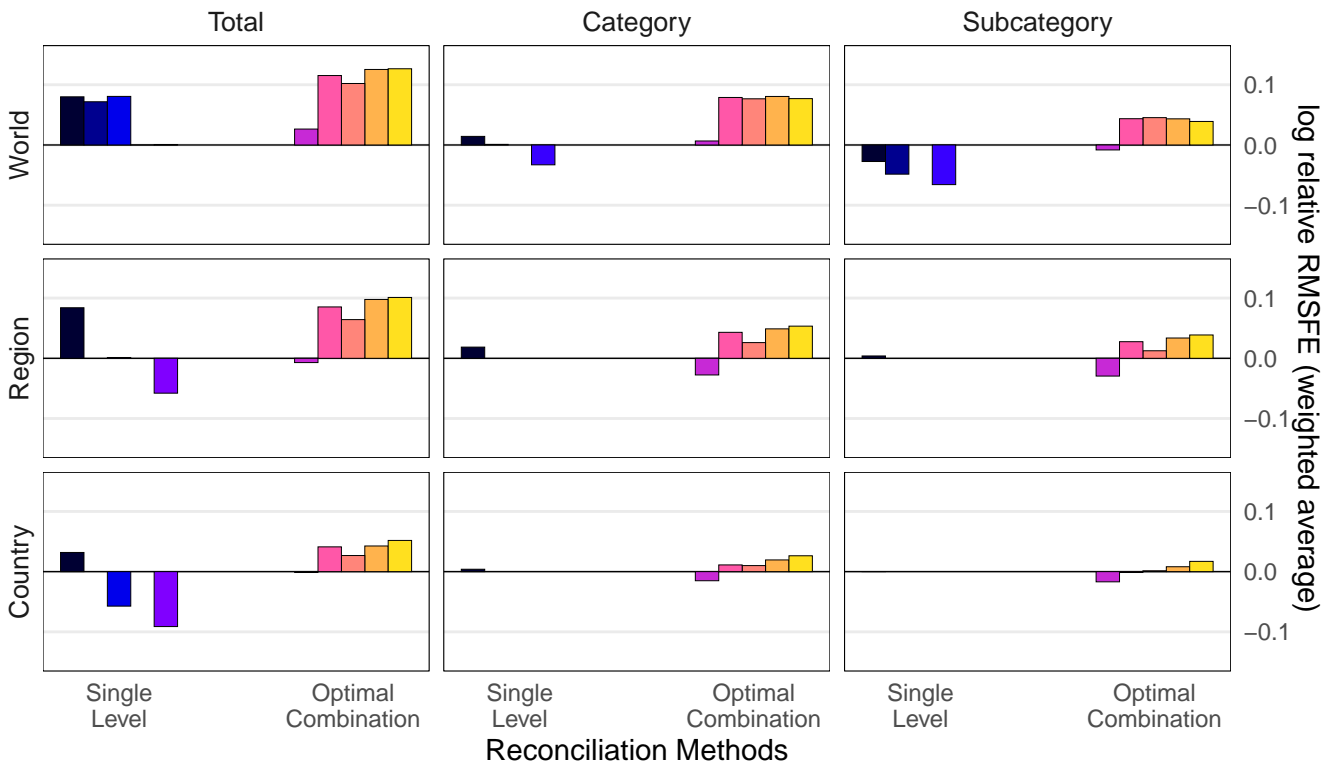 Total
Category
Subcategory
World
0.1
0.0
−0.1
Region
0.1
0.0
−0.1
Country
0.1
0.0
−0.1
log relative RMSFE (weighted average)
Single
Level
Optimal
Combination
Single
Level
Optimal
Combination
Single
Level
Optimal
Combination
Reconciliation Methods